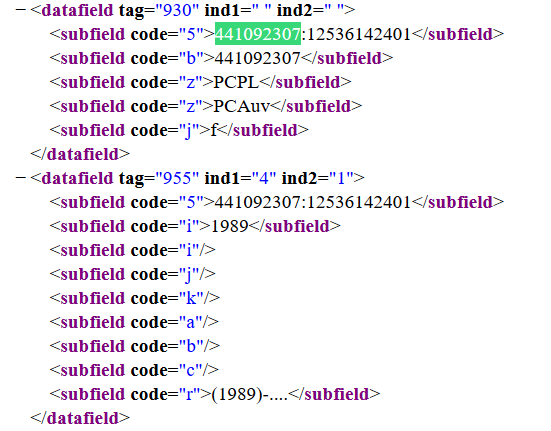 − <datafield tag="930" ind1=" " ind2=" ">
<subfield code="5">441092307:12536142401</subfield>
<subfield code="b">441092307</subfield>
<subfield code="z">PCPL</subfield>
<subfield code="z">PCAuv</subfield>
<subfield code="j">f</subfield>
</datafield>
− <datafield tag="955" ind1="4" ind2="1">
<subfield code="5">441092307:12536142401</subfield>
<subfield code="i">1989</subfield>
<subfield code="i"/>
<subfield code="j"/>
<subfield code="k"/>
<subfield code="a"/>
<subfield code="b"/>
<subfield code="c"/>
<subfield code="r">(1989)-....</subfield>
</datafield>